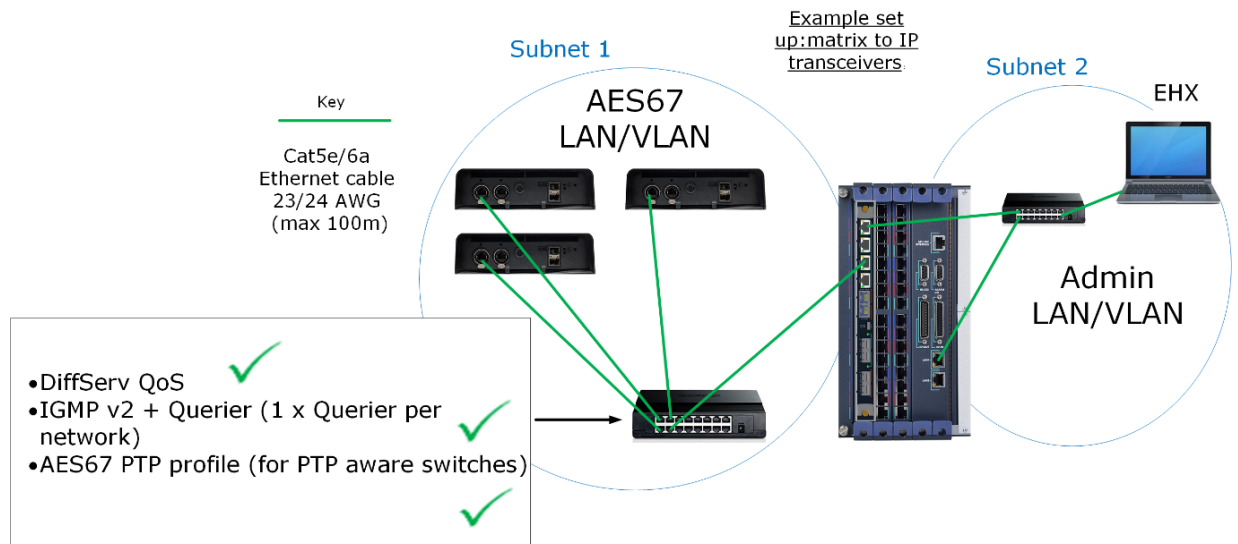 Example set
up:matrix to IP
transceivers.
Subnet 1
Subnet 2
EHX
Key
AES67
LAN/VLAN
Cat5e/6a
Ethernet cable
23/24 AWG
(max 100m)
Admin
LAN/VLAN
•DiffServ QoS
•IGMP v2 + Querier (1 x Querier per
network)
•AES67 PTP profile (for PTP aware switches)